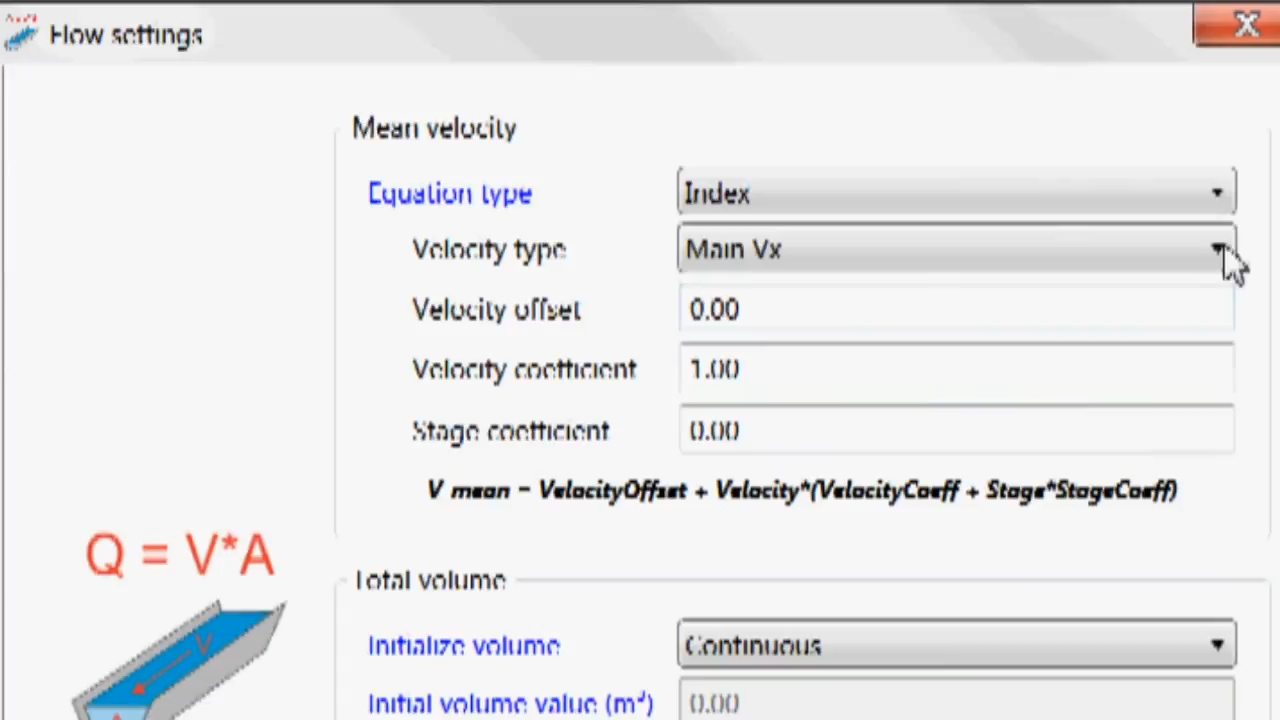 Flow settings
Mean velocity
Equation type Index
Velocity type Main Vx
Velocity offset 0.00
Velocity coefficient 1.00
Stage coefficient 0.00
V mean = VelocityOffset + Velocity*(VelocityCoeff + Stage*StageCoeff)
Q = V*A
Total volume
Initialize volume Continuous
V
Initial volume value (m³) 0.00
A